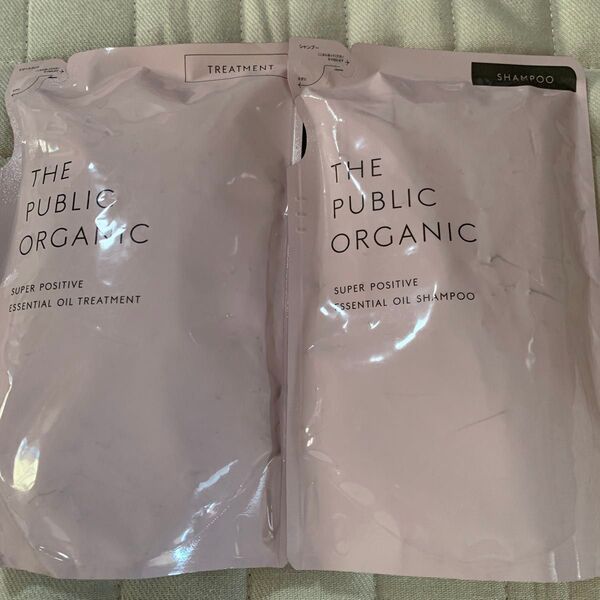 TREATMENT
THE
PUBLIC
ORGANIC
SUPER POSITIVE
ESSENTIAL OIL TREATMENT
シャンプー
SHAMPOO
THE
PUBLIC
ORGANIC
SUPER POSITIVE
ESSENTIAL OIL SHAMPOO